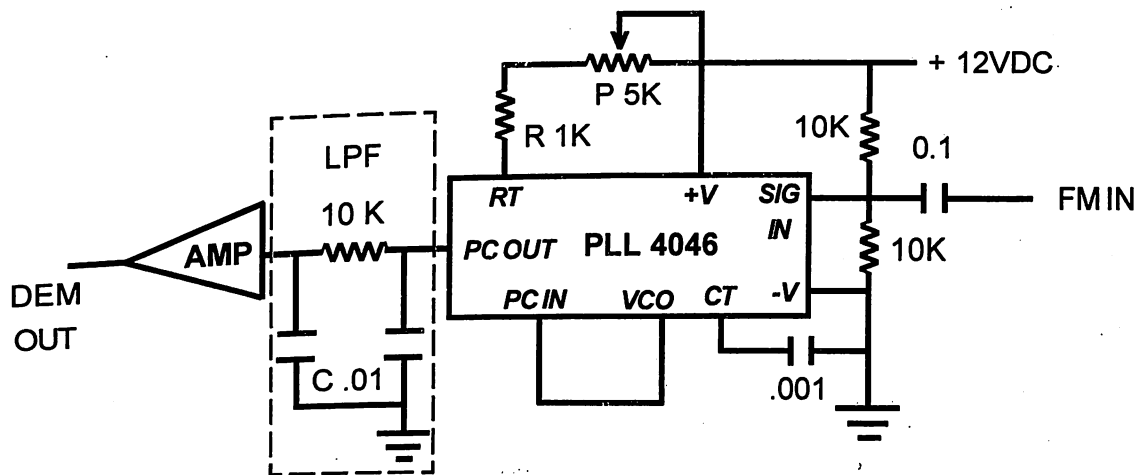 + 12VDC
P 5K
R 1K
10K
0.1
LPF
10 K
RT
+V
SIG
IN
FM IN
AMP
PC OUT
PLL 4046
10K
DEM
OUT
PC IN
VCO
CT
-V
C .01
.001